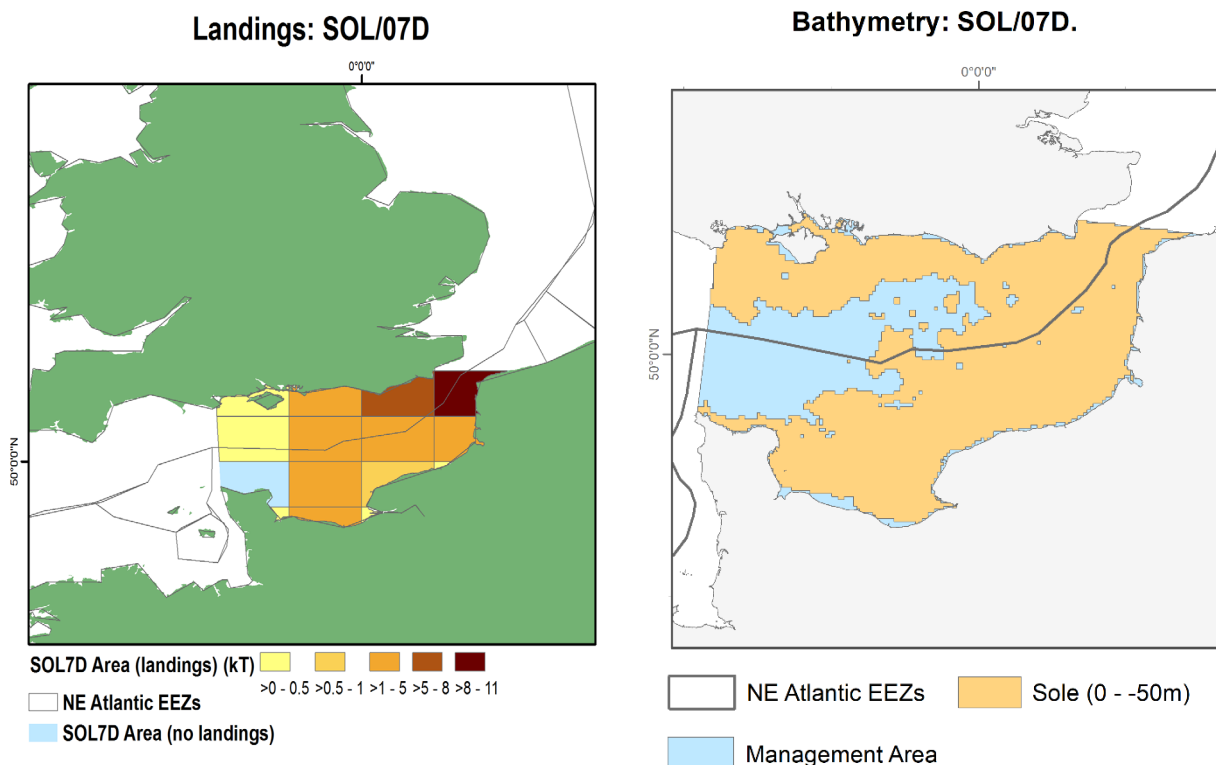 Landings: SOL/07D
0°0'0"
50°0'0"N
SOL7D Area (landings) (kT)
>0 - 0.5 >0.5 - 1 >1 - 5 >5 - 8 >8 - 11
NE Atlantic EEZs
SOL7D Area (no landings)
Bathymetry: SOL/07D.
0°0'0"
50°0'0"N
NE Atlantic EEZs
Sole (0 - -50m)
Management Area